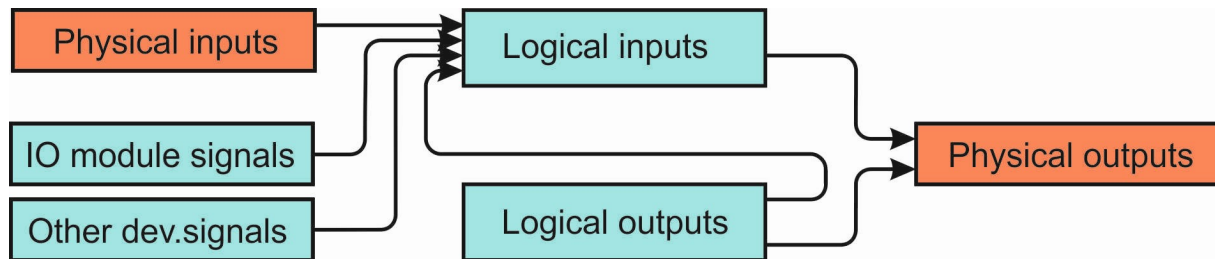 Physical inputs
Logical inputs
IO module signals
Physical outputs
Other dev.signals
Logical outputs